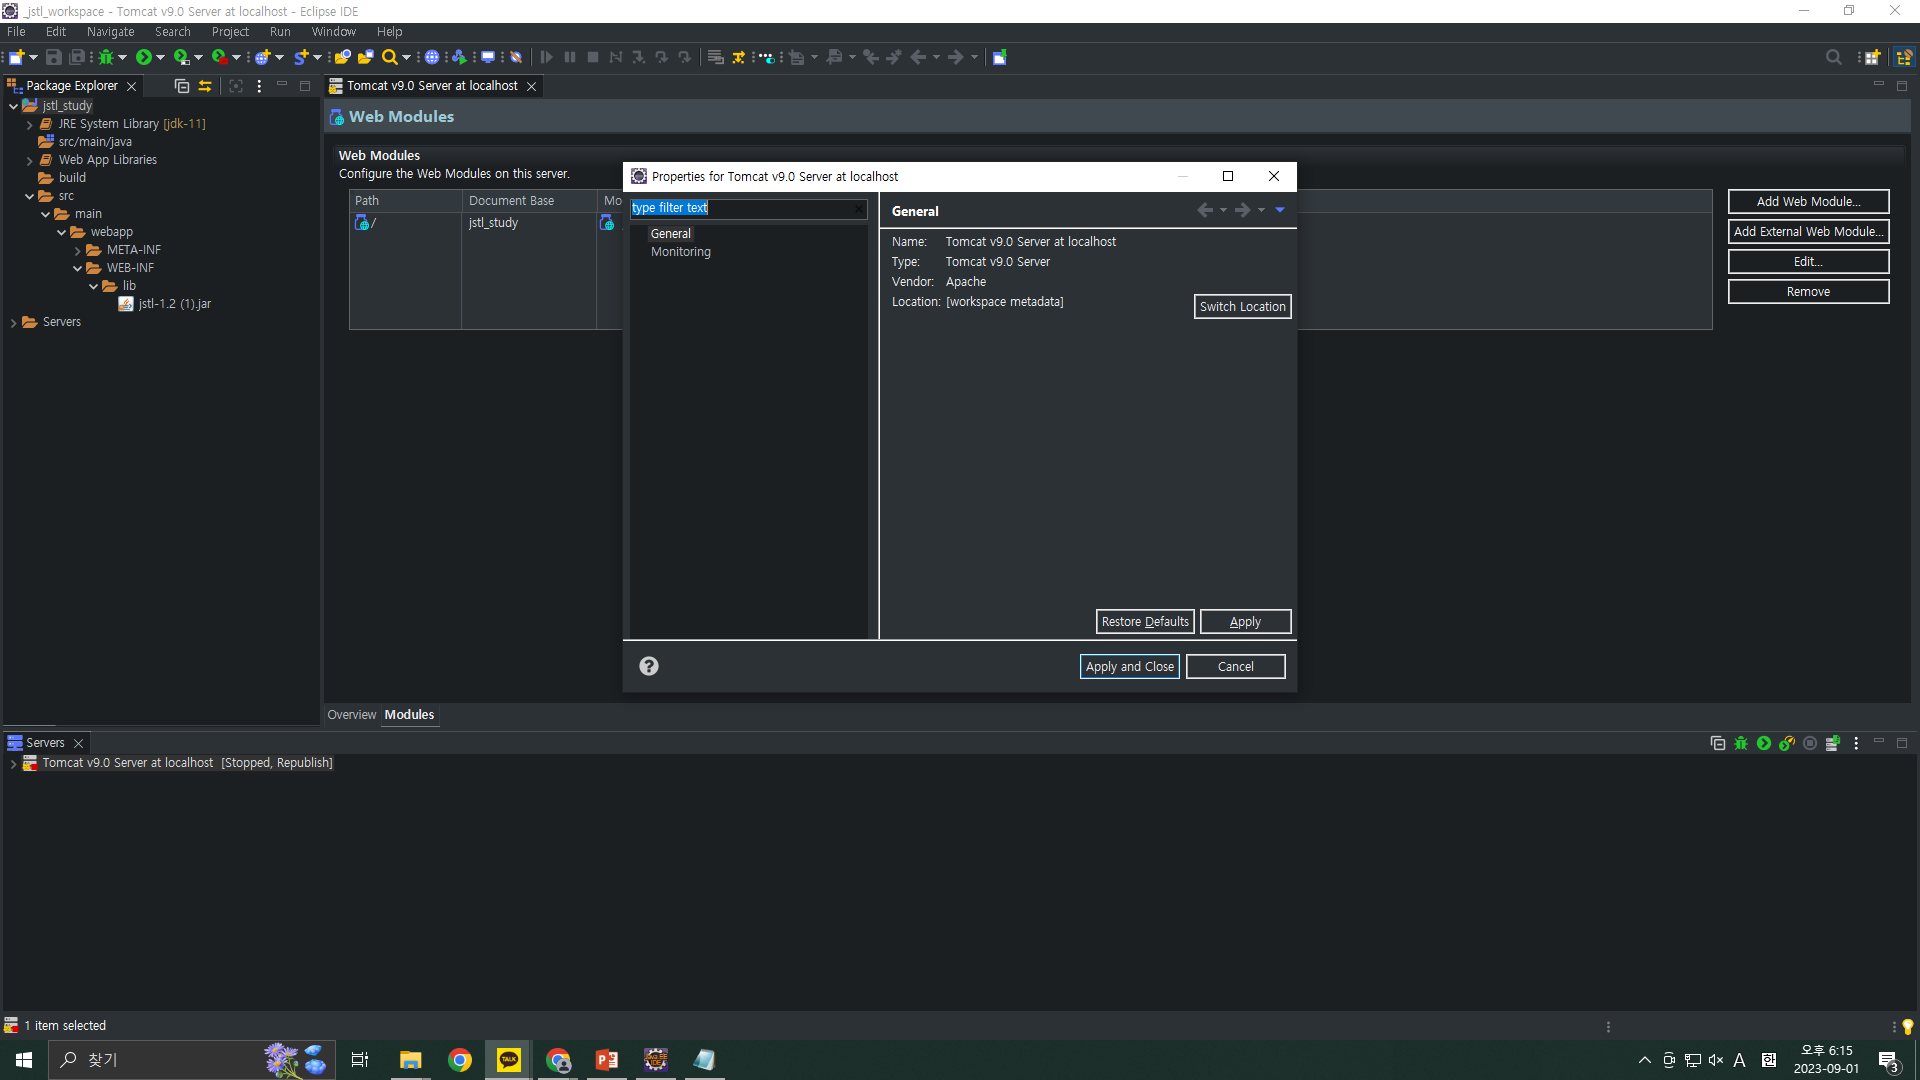 _jstl_workspace - Tomcat v9.0 Server at localhost - Eclipse IDE
File Edit Navigate Search Project Run Window Help
Package Explorer
jstl_study
JRE System Library [jdk-11]
src/main/java
Web App Libraries
build
src
main
webapp
META-INF
WEB-INF
lib
jstl-1.2 (1).jar
Servers
Tomcat v9.0 Server at localhost
Web Modules
Web Modules
Configure the Web Modules on this server.
Path Document Base Mo
/ jstl_study
Add Web Module...
Add External Web Module...
Edit...
Remove
Properties for Tomcat v9.0 Server at localhost
type filter text
General
Monitoring
General
Name: Tomcat v9.0 Server at localhost
Type: Tomcat v9.0 Server
Vendor: Apache
Location: [workspace metadata]
Switch Location
Restore Defaults Apply
Apply and Close Cancel
Overview Modules
Servers
Tomcat v9.0 Server at localhost [Stopped, Republish]
1 item selected
찾기
TALK
A
오후 6:15
2023-09-01
3